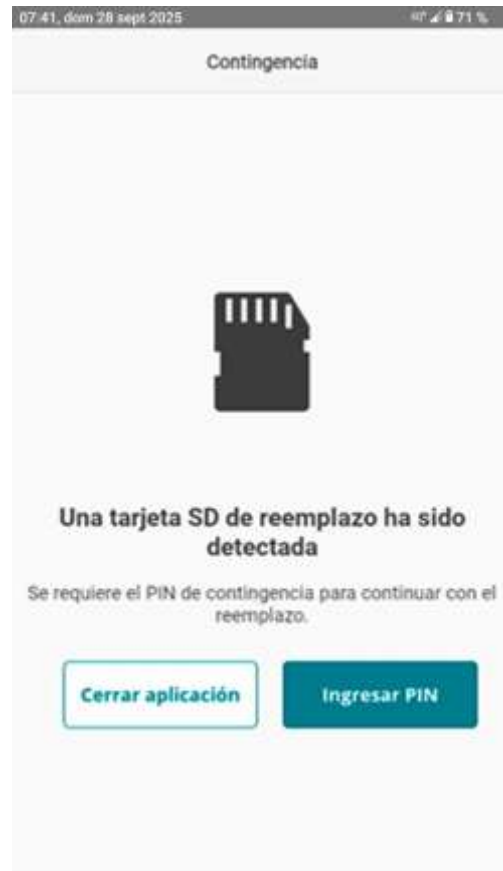 07:41, dom 28 sept 2025
71 %
Contingencia
Una tarjeta SD de reemplazo ha sido
detectada
Se requiere el PIN de contingencia para continuar con el
reemplazo.
Cerrar aplicación
Ingresar PIN